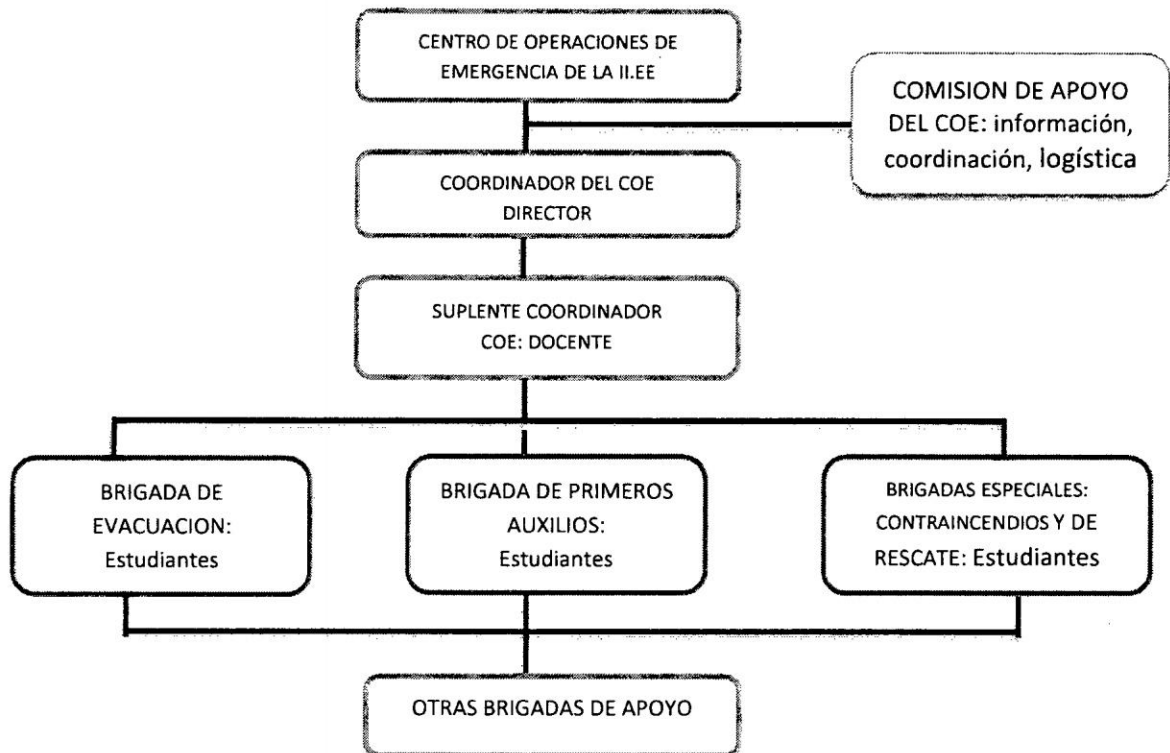 CENTRO DE OPERACIONES DE
EMERGENCIA DE LA II.EE
COMISION DE APOYO
DEL COE: información,
coordinación, logística
COORDINADOR DEL COE
DIRECTOR
SUPLENTE COORDINADOR
COE: DOCENTE
BRIGADA DE
EVACUACION:
Estudiantes
BRIGADA DE PRIMEROS
AUXILIOS:
Estudiantes
BRIGADAS ESPECIALES:
CONTRAINCENDIOS Y DE
RESCATE: Estudiantes
OTRAS BRIGADAS DE APOYO